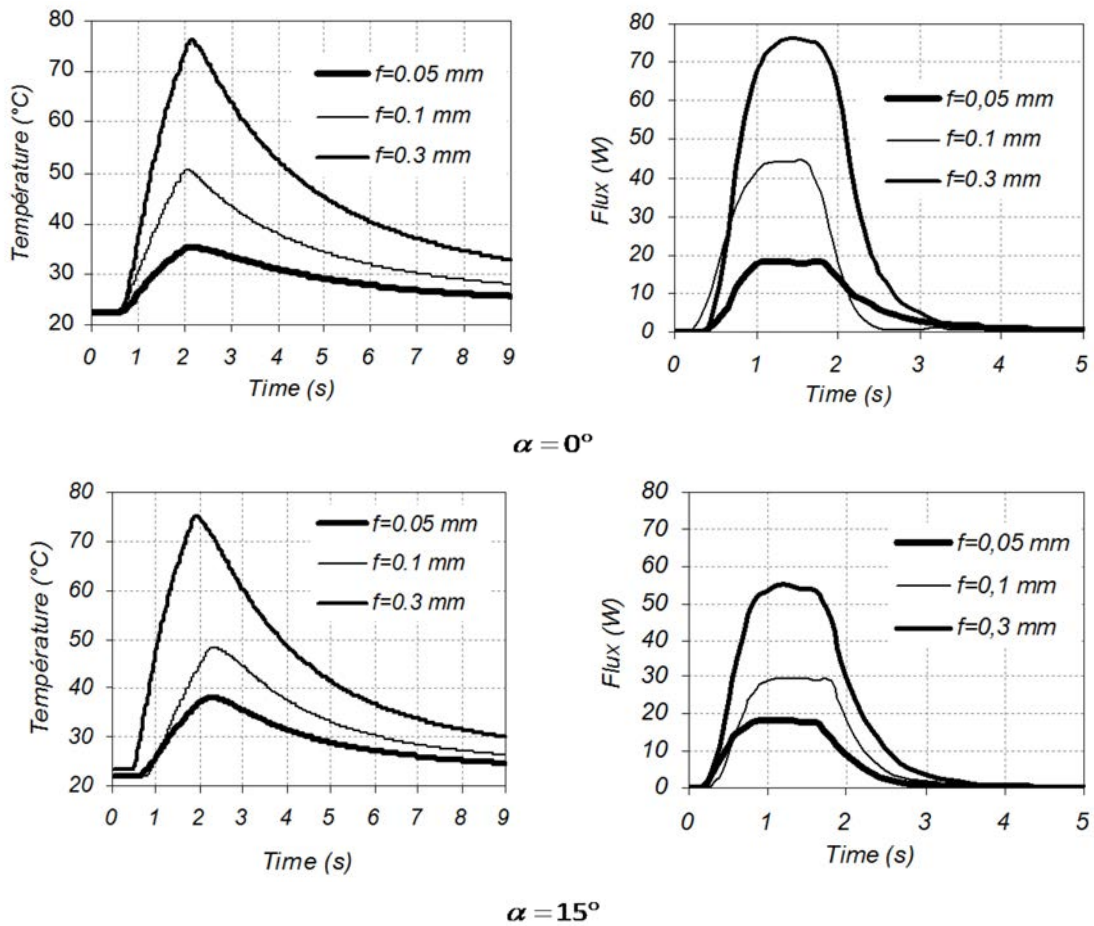 80
70
60
50
40
30
20
Température (°C)
f=0.05 mm
f=0.1 mm
f=0.3 mm
0 1 2 3 4 5 6 7 8 9
Time (s)
80
70
60
50
40
30
20
10
0
Flux (W)
f=0,05 mm
f=0.1 mm
f=0.3 mm
0 1 2 3 4 5
Time (s)
α = 0°
80
70
60
50
40
30
20
Température (°C)
f=0.05 mm
f=0.1 mm
f=0.3 mm
0 1 2 3 4 5 6 7 8 9
Time (s)
80
70
60
50
40
30
20
10
0
Flux (W)
f=0,05 mm
f=0,1 mm
f=0,3 mm
0 1 2 3 4 5
Time (s)
α = 15°